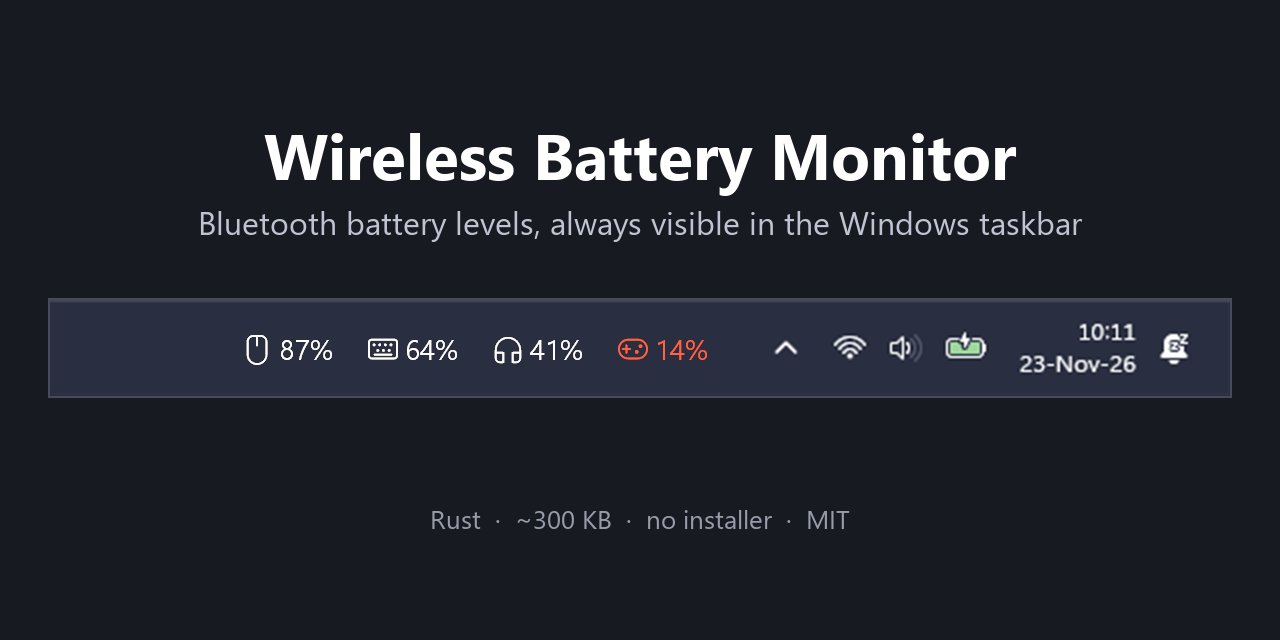 Wireless Battery Monitor
Bluetooth battery levels, always visible in the Windows taskbar
87% 64% 41% 14%
10:11
23-Nov-26
Rust · ~300 KB · no installer · MIT